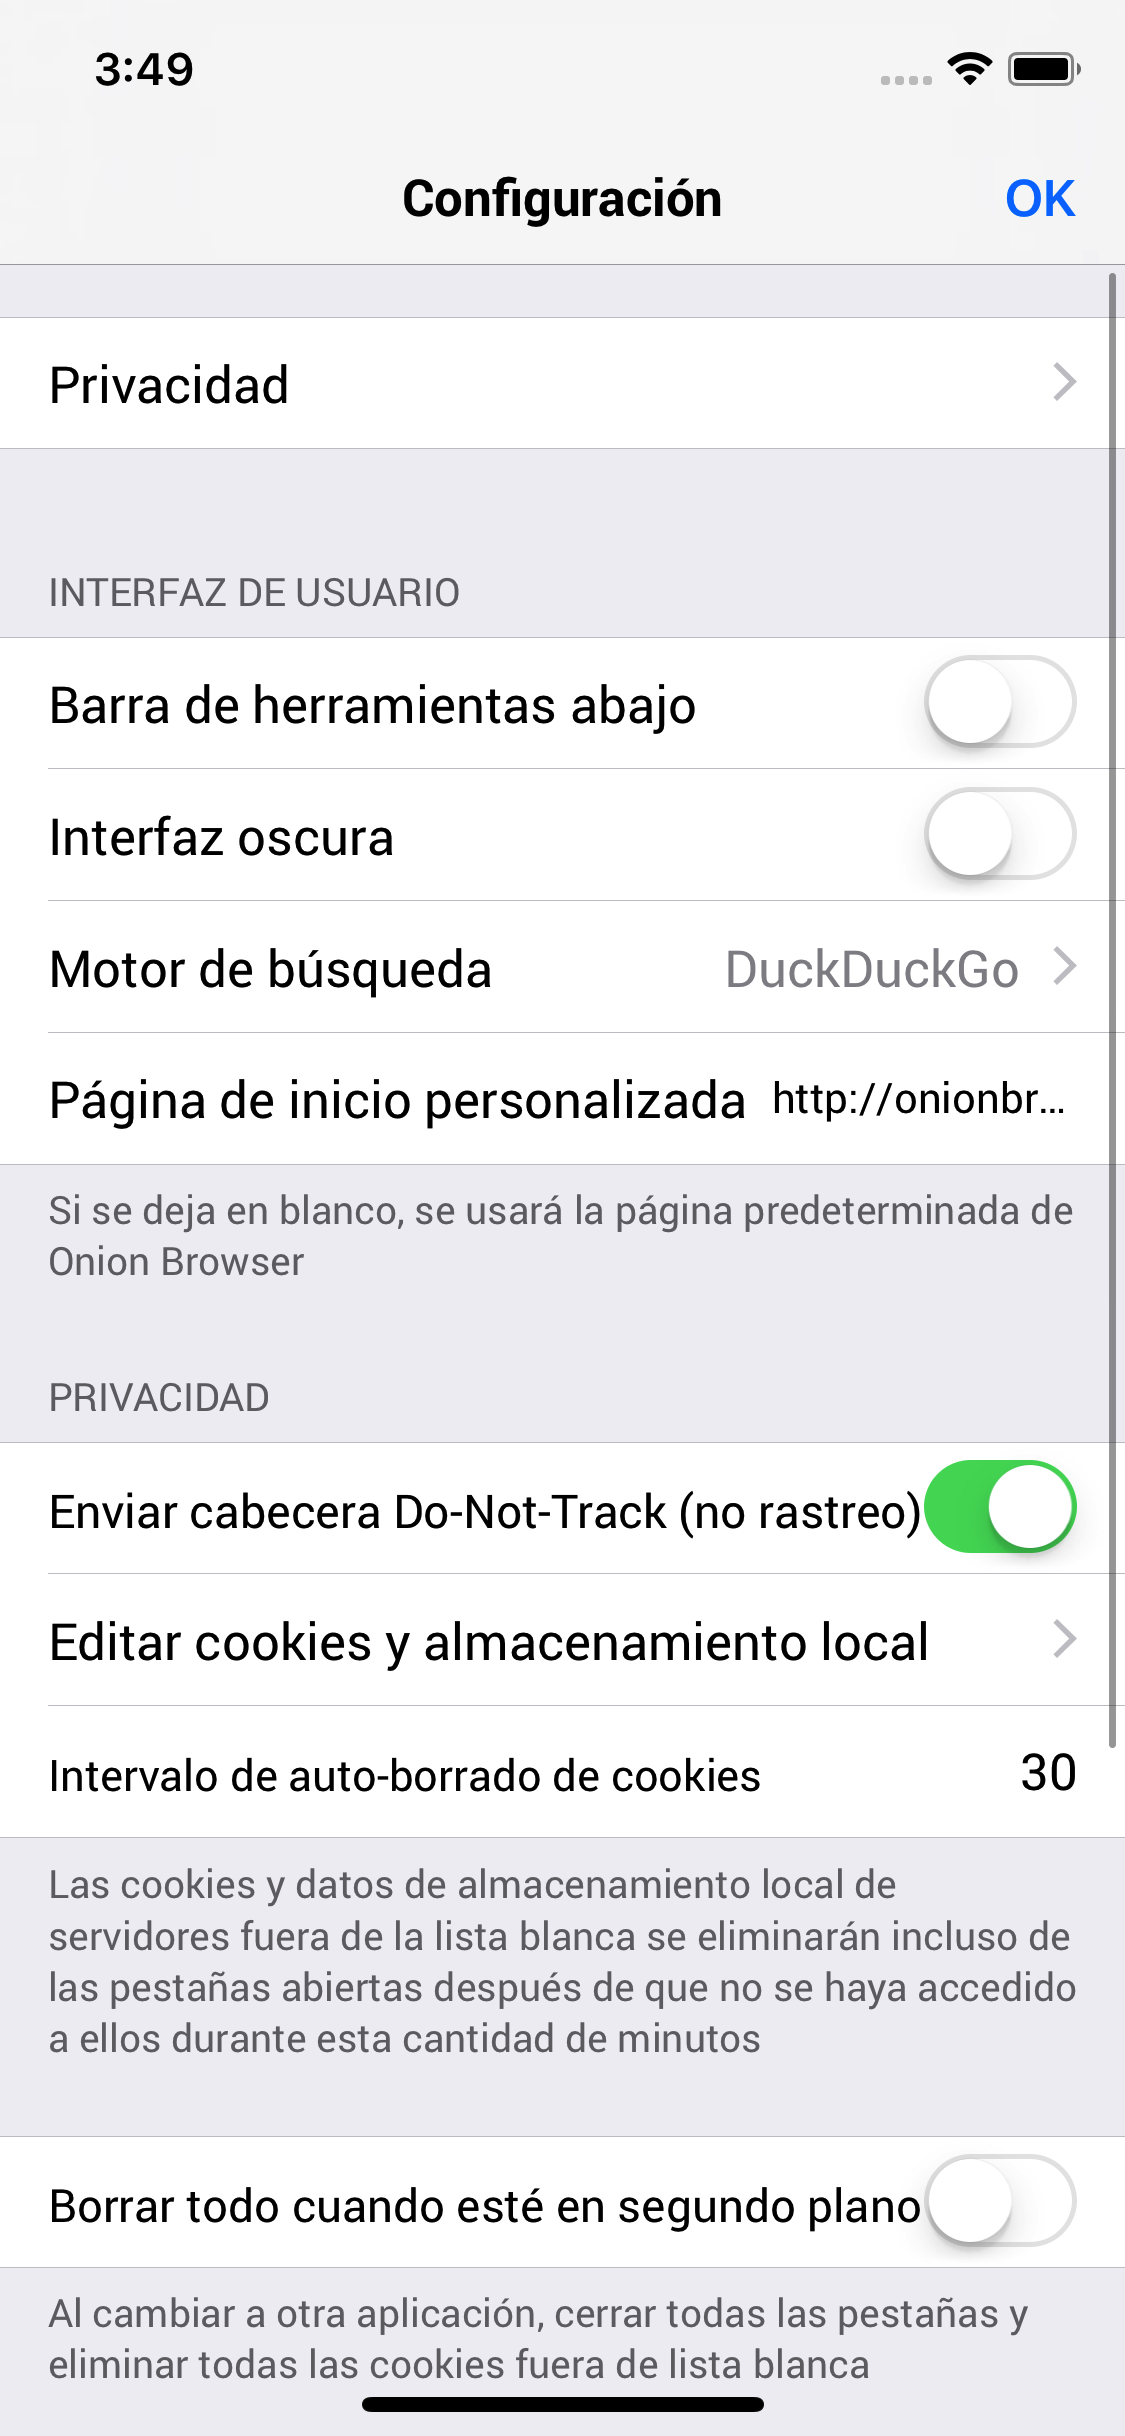 3:49
Configuración
OK
Privacidad
INTERFAZ DE USUARIO
Barra de herramientas abajo
Interfaz oscura
Motor de búsqueda DuckDuckGo
Página de inicio personalizada http://onionbr...
Si se deja en blanco, se usará la página predeterminada de
Onion Browser
PRIVACIDAD
Enviar cabecera Do-Not-Track (no rastreo)
Editar cookies y almacenamiento local
Intervalo de auto-borrado de cookies 30
Las cookies y datos de almacenamiento local de
servidores fuera de la lista blanca se eliminarán incluso de
las pestañas abiertas después de que no se haya accedido
a ellos durante esta cantidad de minutos
Borrar todo cuando esté en segundo plano
Al cambiar a otra aplicación, cerrar todas las pestañas y
eliminar todas las cookies fuera de lista blanca